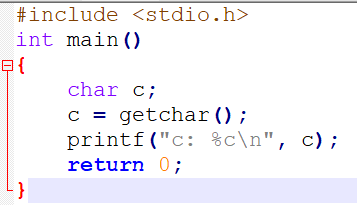 #include <stdio.h>
int main()
{
    char c;
    c = getchar();
    printf("c: %c\n", c);
    return 0;
}